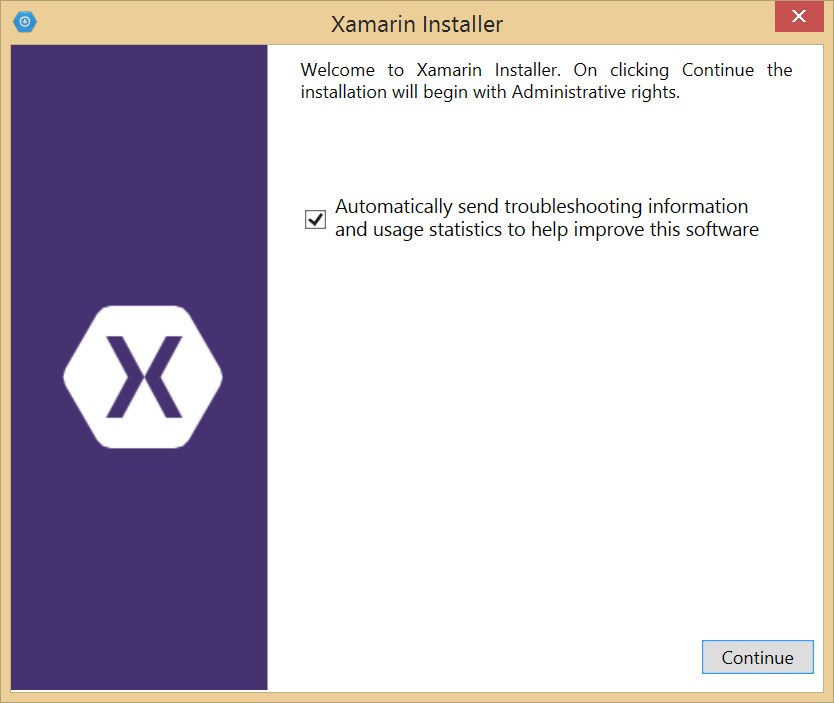 Xamarin Installer
Welcome to Xamarin Installer. On clicking Continue the
installation will begin with Administrative rights.
Automatically send troubleshooting information
and usage statistics to help improve this software
Continue